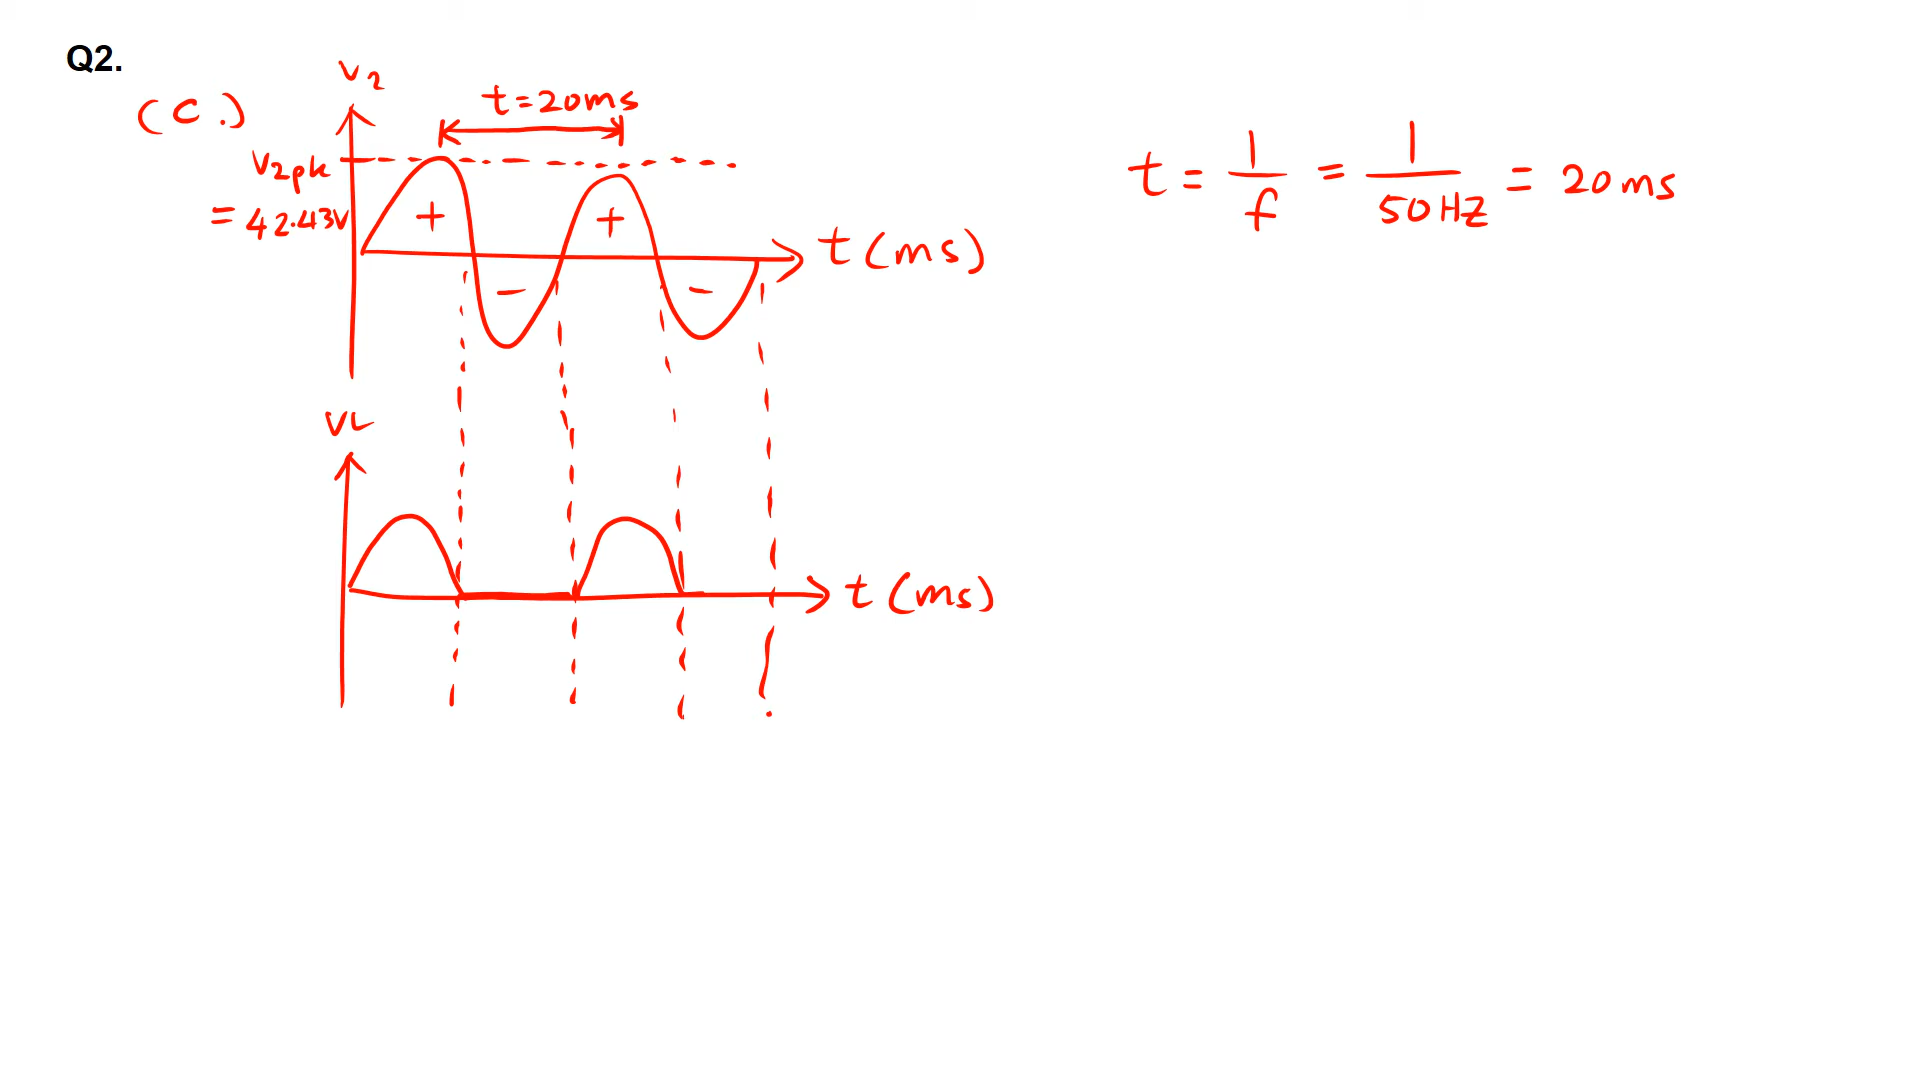 Q2.
(C.)
V2
t=20ms
V2pk
= 42.43V
+
+
-
-
t(ms)
t = 1/f = 1/50HZ = 20ms
VL
t(ms)